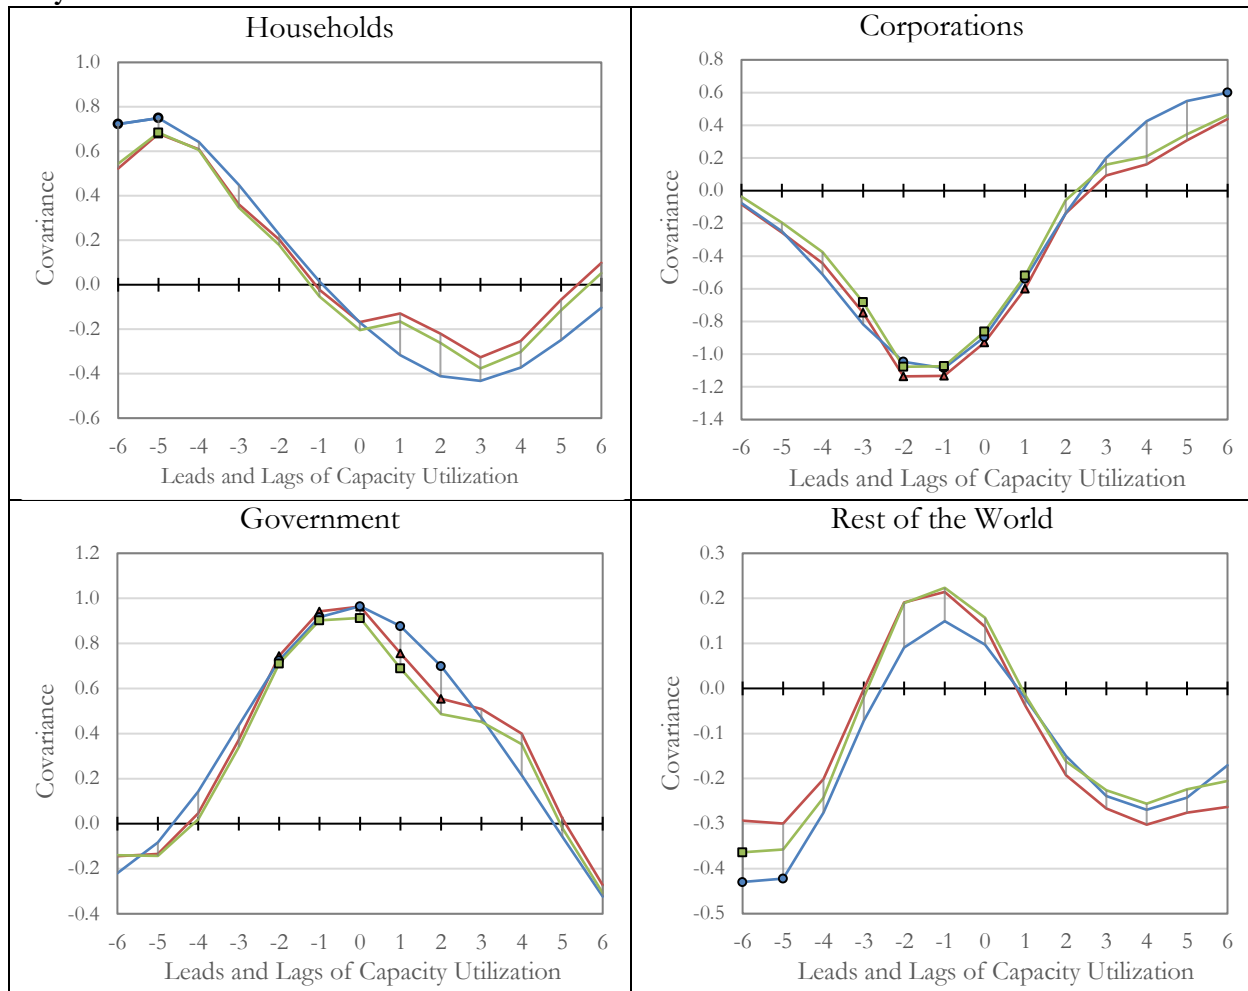 Households
1.0
0.8
0.6
0.4
0.2
0.0
-0.2
-0.4
-0.6
Covariance
-6 -5 -4 -3 -2 -1 0 1 2 3 4 5 6
Leads and Lags of Capacity Utilization
Corporations
0.8
0.6
0.4
0.2
0.0
-0.2
-0.4
-0.6
-0.8
-1.0
-1.2
-1.4
Covariance
-6 -5 -4 -3 -2 -1 0 1 2 3 4 5 6
Leads and Lags of Capacity Utilization
Government
1.2
1.0
0.8
0.6
0.4
0.2
0.0
-0.2
-0.4
Covariance
-6 -5 -4 -3 -2 -1 0 1 2 3 4 5 6
Leads and Lags of Capacity Utilization
Rest of the World
0.3
0.2
0.1
0.0
-0.1
-0.2
-0.3
-0.4
-0.5
Covariance
-6 -5 -4 -3 -2 -1 0 1 2 3 4 5 6
Leads and Lags of Capacity Utilization